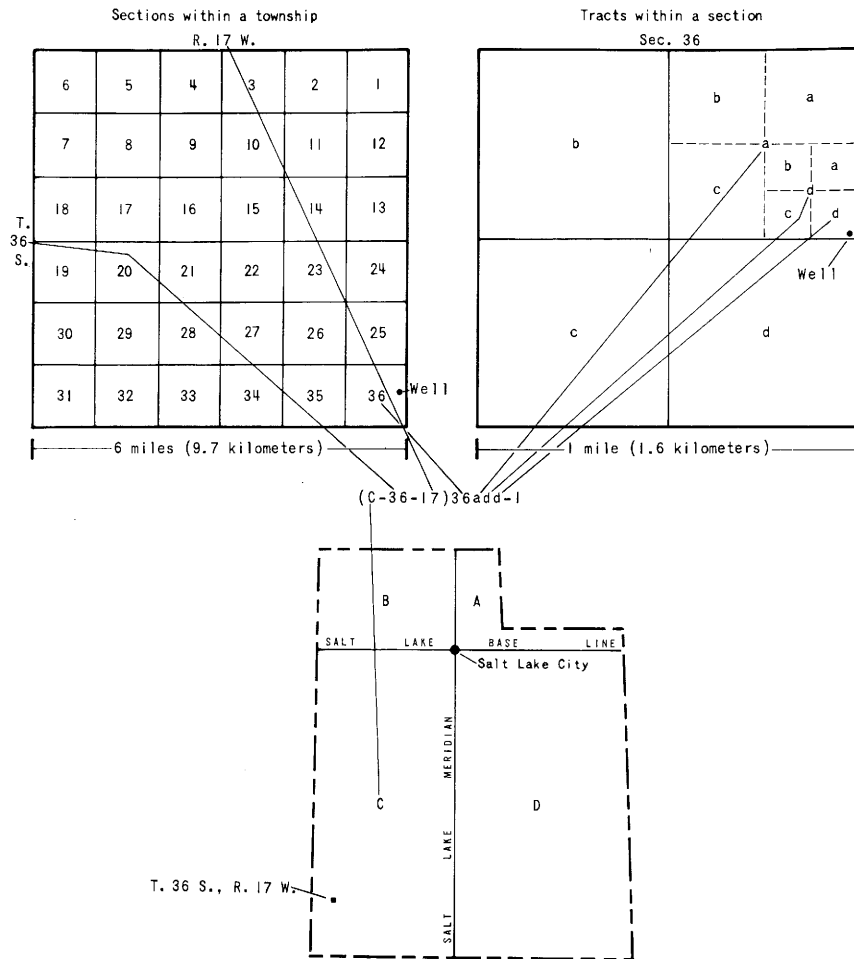 Sections within a township
R. 17 W.
6 5 4 3 2 1
7 8 9 10 11 12
18 17 16 15 14 13
T.
36
S.
19 20 21 22 23 24
30 29 28 27 26 25
31 32 33 34 35 36
Well
6 miles (9.7 kilometers)
Tracts within a section
Sec. 36
b a
b a
b a
c d
c d
Well
c d
1 mile (1.6 kilometers)
(C-36-17)36add-1
B A
SALT LAKE BASE LINE
Salt Lake City
SALT LAKE MERIDIAN
C D
T. 36 S., R. 17 W.